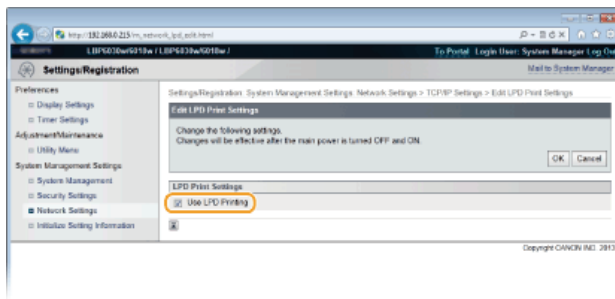 http://192.168.0.215/m_network_lpd_edit.html
LBP6030w/6018w / LBP6030w/6018w /
To Portal Login User: System Manager Log Ou
Settings/Registration
Mail to System Manager
Preferences
Display Settings
Timer Settings
Adjustment/Maintenance
Utility Menu
System Management Settings
System Management
Security Settings
Network Settings
Initialize Setting Information
Settings/Registration: System Management Settings: Network Settings > TCP/IP Settings > Edit LPD Print Settings
Edit LPD Print Settings
Change the following settings.
Changes will be effective after the main power is turned OFF and ON.
OK Cancel
LPD Print Settings
Use LPD Printing
Copyright CANON INC. 2013